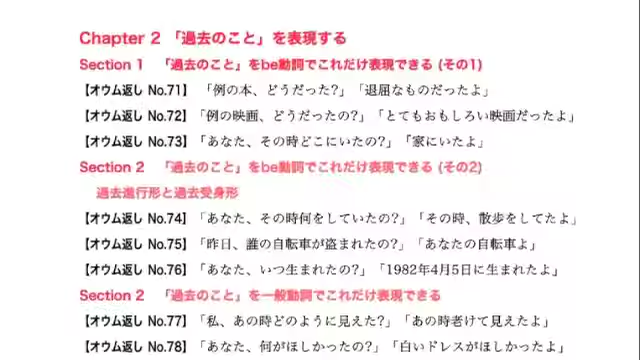 Chapter 2 「過去のこと」を表現する
Section 1 「過去のこと」をbe動詞でこれだけ表現できる (その1)
【オウム返し No.71】 「例の本、どうだった?」「退屈なものだったよ」
【オウム返し No.72】「例の映画、どうだったの?」「とてもおもしろい映画だったよ」
【オウム返し No.73】「あなた、その時どこにいたの?」「家にいたよ」
Section 2 「過去のこと」をbe動詞でこれだけ表現できる (その2)
過去進行形と過去受身形
【オウム返し No.74】「あなた、その時何をしていたの?」「その時、散歩をしてたよ」
【オウム返し No.75】「昨日、誰の自転車が盗まれたの?」「あなたの自転車よ」
【オウム返し No.76】「あなた、いつ生まれたの?」「1982年4月5日に生まれたよ」
Section 2 「過去のこと」を一般動詞でこれだけ表現できる
【オウム返し No.77】「私、あの時どのように見えた?」「あの時老けて見えたよ」
【オウム返し No.78】「あなた、何がほしかったの?」「白いドレスがほしかったよ」